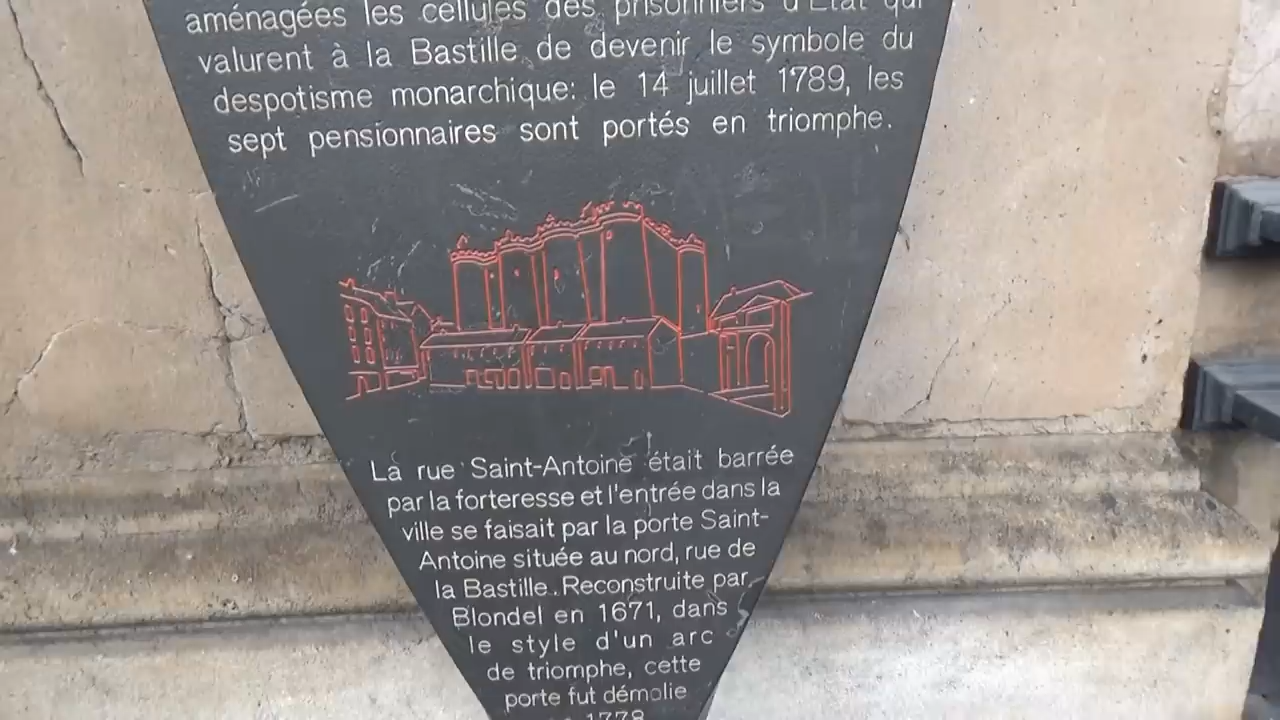 aménagées les cellules des prisonniers d'Etat qui
valurent à la Bastille de devenir le symbole du
despotisme monarchique: le 14 juillet 1789, les
sept pensionnaires sont portés en triomphe.
La rue Saint-Antoine était barrée
par la forteresse et l'entrée dans la
ville se faisait par la porte Saint-
Antoine située au nord, rue de
la Bastille. Reconstruite par
Blondel en 1671, dans
le style d'un arc
de triomphe, cette
porte fut démolie
1778